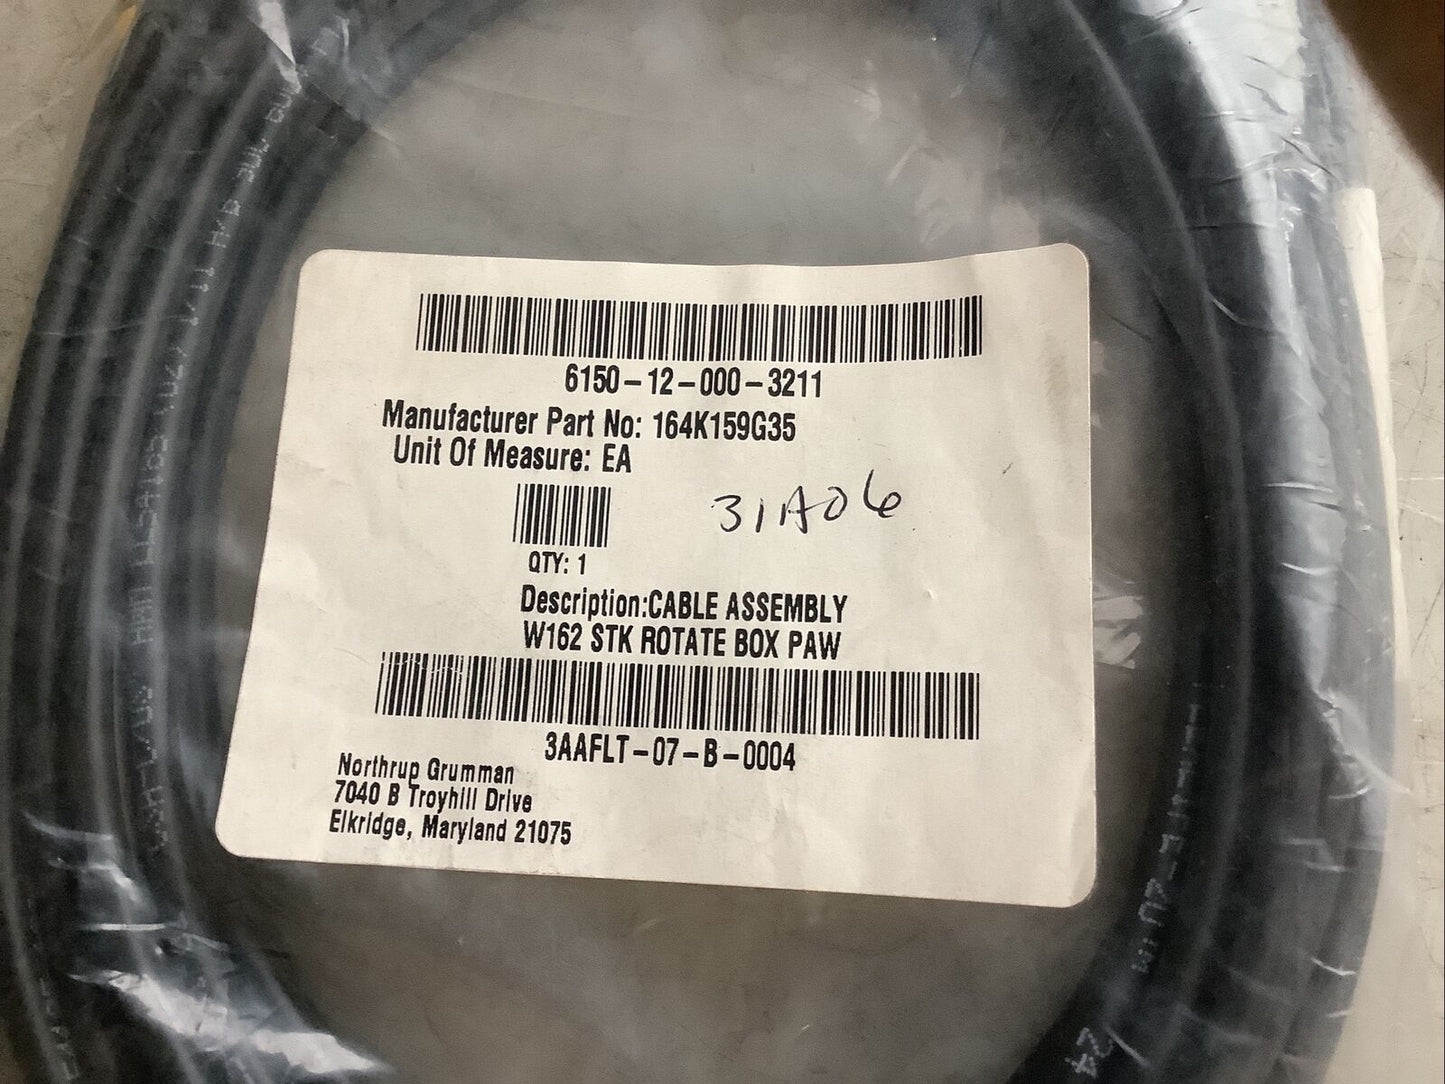 6150-12-000-3211
Manufacturer Part No: 164K159G35
Unit Of Measure: EA
31A06
QTY: 1
Description:CABLE ASSEMBLY
W162 STK ROTATE BOX PAW
3AAFLT-07-B-0004
Northrup Grumman
7040 B Troyhill Drive
Elkridge, Maryland 21075
24